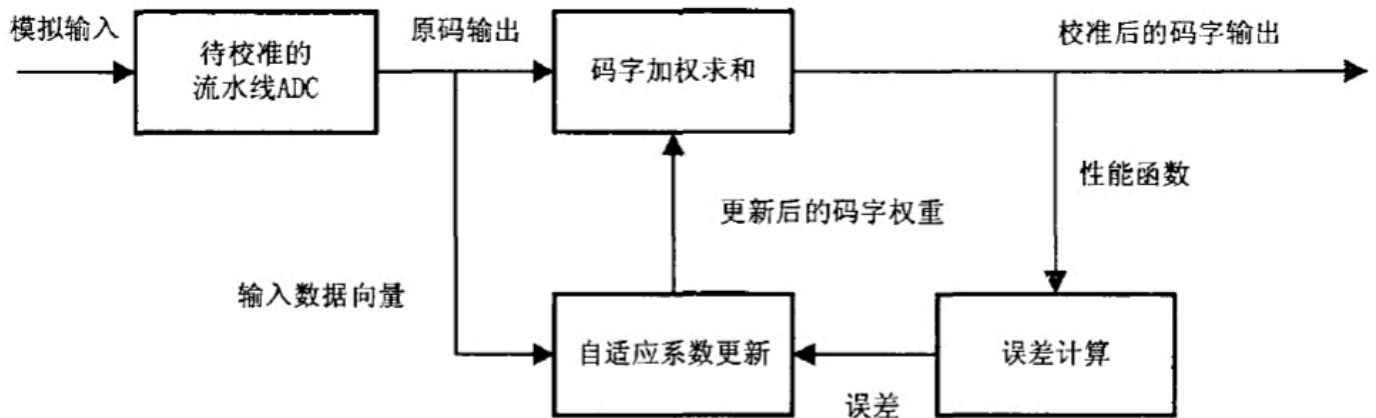 模拟输入
待校准的
流水线ADC
原码输出
码字加权求和
校准后的码字输出
性能函数
更新后的码字权重
输入数据向量
自适应系数更新
误差计算
误差